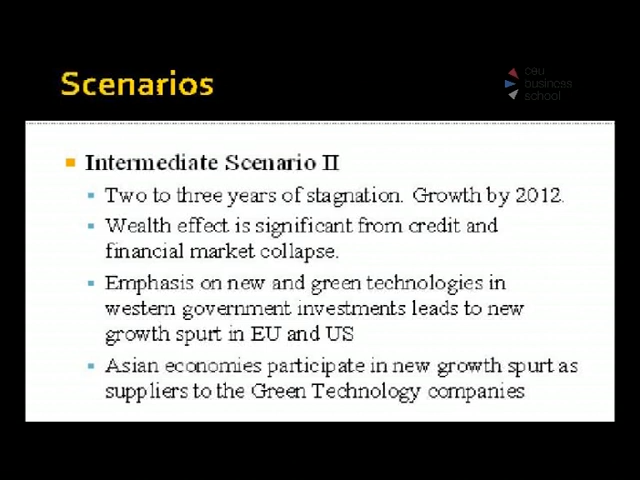 Scenarios
ceu
business
school
Intermediate Scenario II
Two to three years of stagnation. Growth by 2012.
Wealth effect is significant from credit and
financial market collapse.
Emphasis on new and green technologies in
western government investments leads to new
growth spurt in EU and US
Asian economies participate in new growth spurt as
suppliers to the Green Technology companies